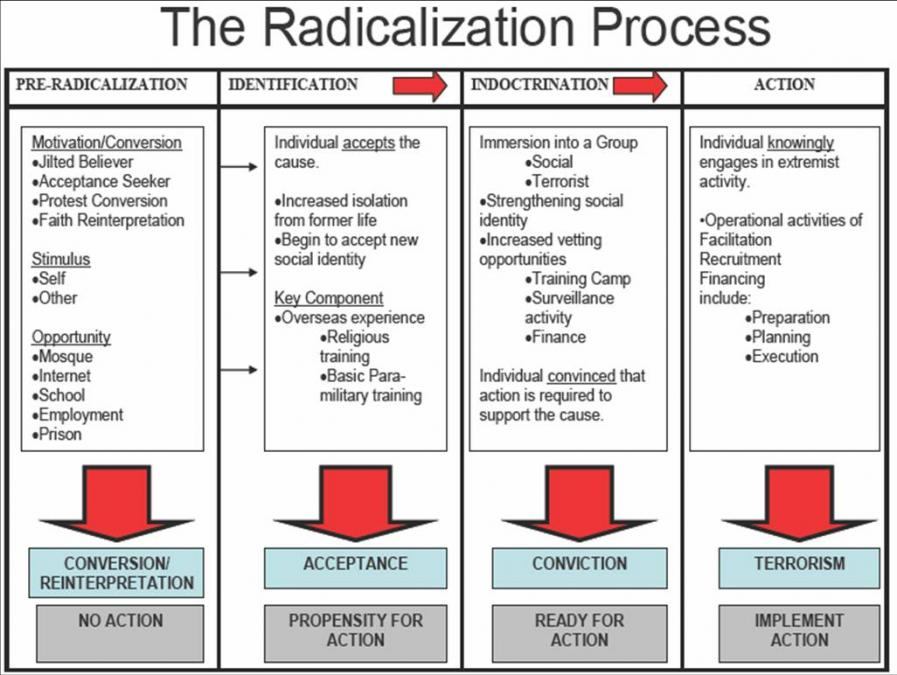 The Radicalization Process
PRE-RADICALIZATION
IDENTIFICATION
INDOCTRINATION
ACTION
Motivation/Conversion
•Jilted Believer
•Acceptance Seeker
•Protest Conversion
•Faith Reinterpretation
Stimulus
•Self
•Other
Opportunity
•Mosque
•Internet
•School
•Employment
•Prison
Individual accepts the
cause.
•Increased isolation
from former life
•Begin to accept new
social identity
Key Component
•Overseas experience
•Religious
training
•Basic Para-
military training
Immersion into a Group
•Social
•Terrorist
•Strengthening social
identity
•Increased vetting
opportunities
•Training Camp
•Surveillance
activity
•Finance
Individual convinced that
action is required to
support the cause.
Individual knowingly
engages in extremist
activity.
•Operational activities of
Facilitation
Recruitment
Financing
include:
•Preparation
•Planning
•Execution
CONVERSION/
REINTERPRETATION
ACCEPTANCE
CONVICTION
TERRORISM
NO ACTION
PROPENSITY FOR
ACTION
READY FOR
ACTION
IMPLEMENT
ACTION